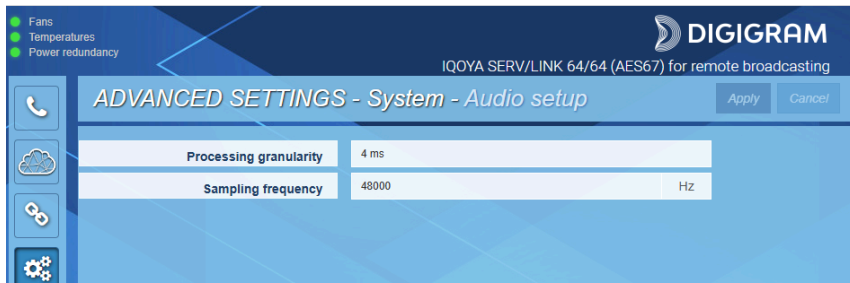 Fans
Temperatures
Power redundancy
DIGIGRAM
IQOYA SERV/LINK 64/64 (AES67) for remote broadcasting
ADVANCED SETTINGS - System - Audio setup
Apply
Cancel
Processing granularity
4 ms
Sampling frequency
48000
Hz